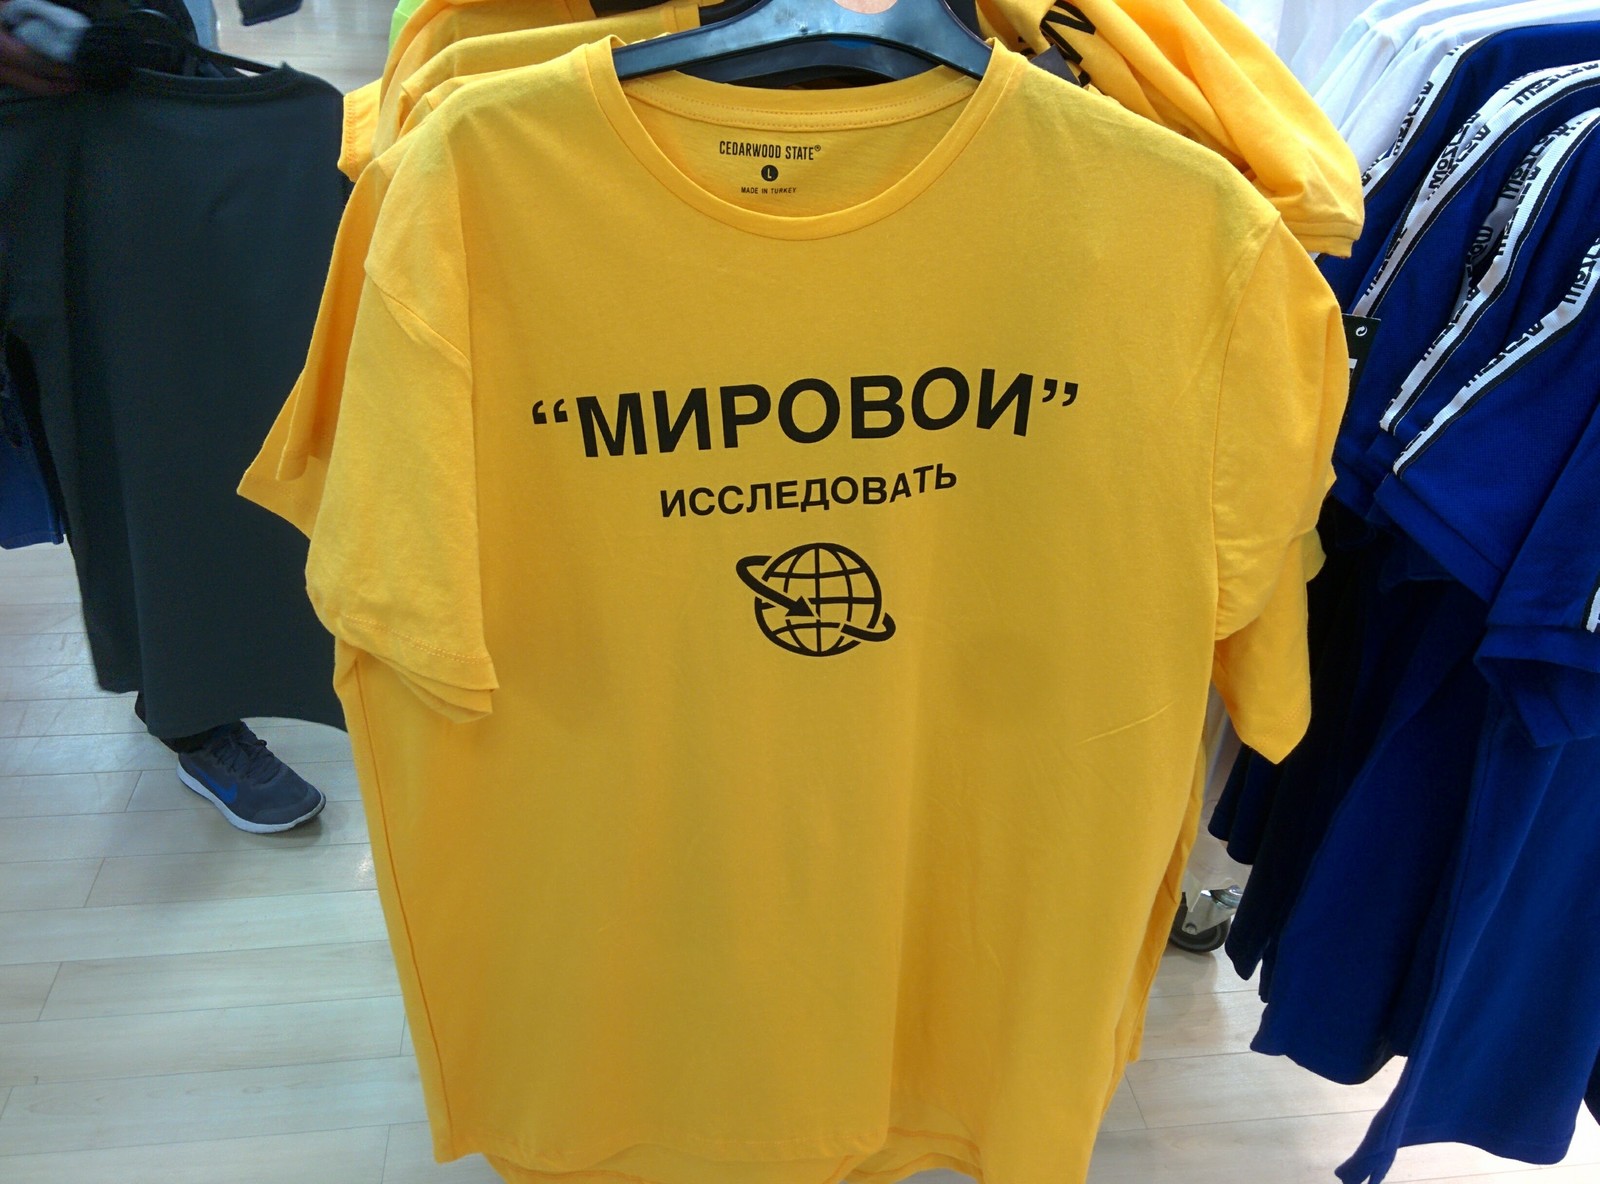 CEDARWOOD STATE®
L
MADE IN TURKEY
“МИРОВОИ”
ИССЛЕДОВАТЬ